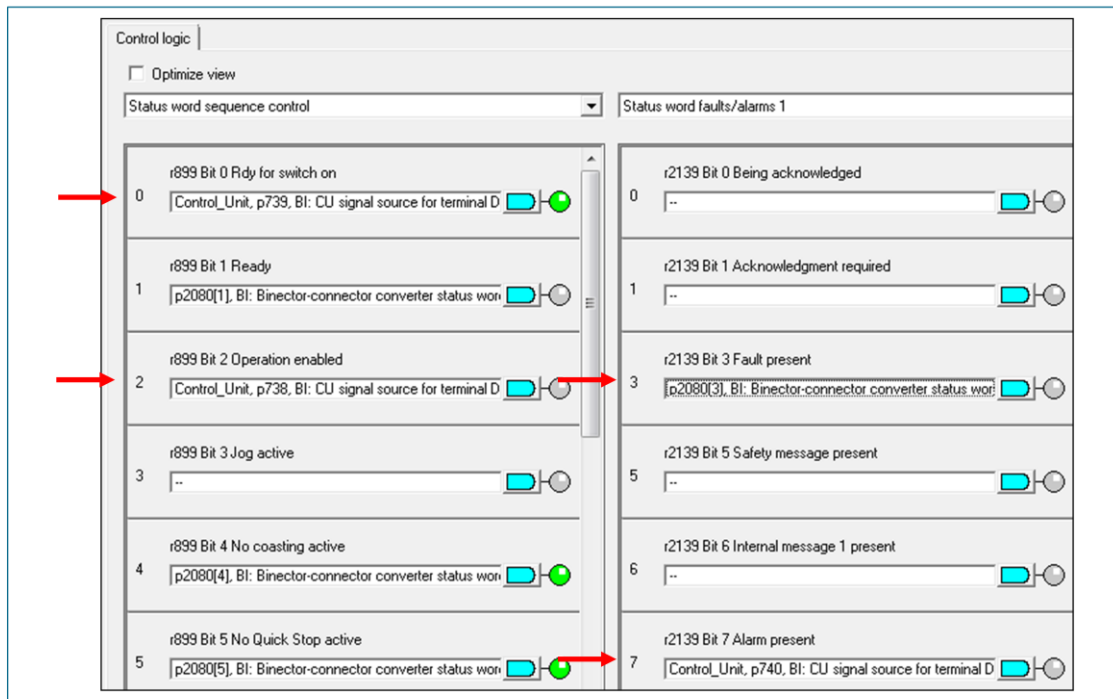 Control logic
Optimize view
Status word sequence control
0
r899 Bit 0 Rdy for switch on
Control_Unit, p739, BI: CU signal source for terminal D
1
r899 Bit 1 Ready
p2080[1], BI: Binector-connector converter status wor
2
r899 Bit 2 Operation enabled
Control_Unit, p738, BI: CU signal source for terminal D
3
r899 Bit 3 Jog active
--
4
r899 Bit 4 No coasting active
p2080[4], BI: Binector-connector converter status wor
5
r899 Bit 5 No Quick Stop active
p2080[5], BI: Binector-connector converter status wor
Status word faults/alarms 1
0
r2139 Bit 0 Being acknowledged
--
1
r2139 Bit 1 Acknowledgment required
--
3
r2139 Bit 3 Fault present
p2080[3], BI: Binector-connector converter status wor
5
r2139 Bit 5 Safety message present
--
6
r2139 Bit 6 Internal message 1 present
--
7
r2139 Bit 7 Alarm present
Control_Unit, p740, BI: CU signal source for terminal D